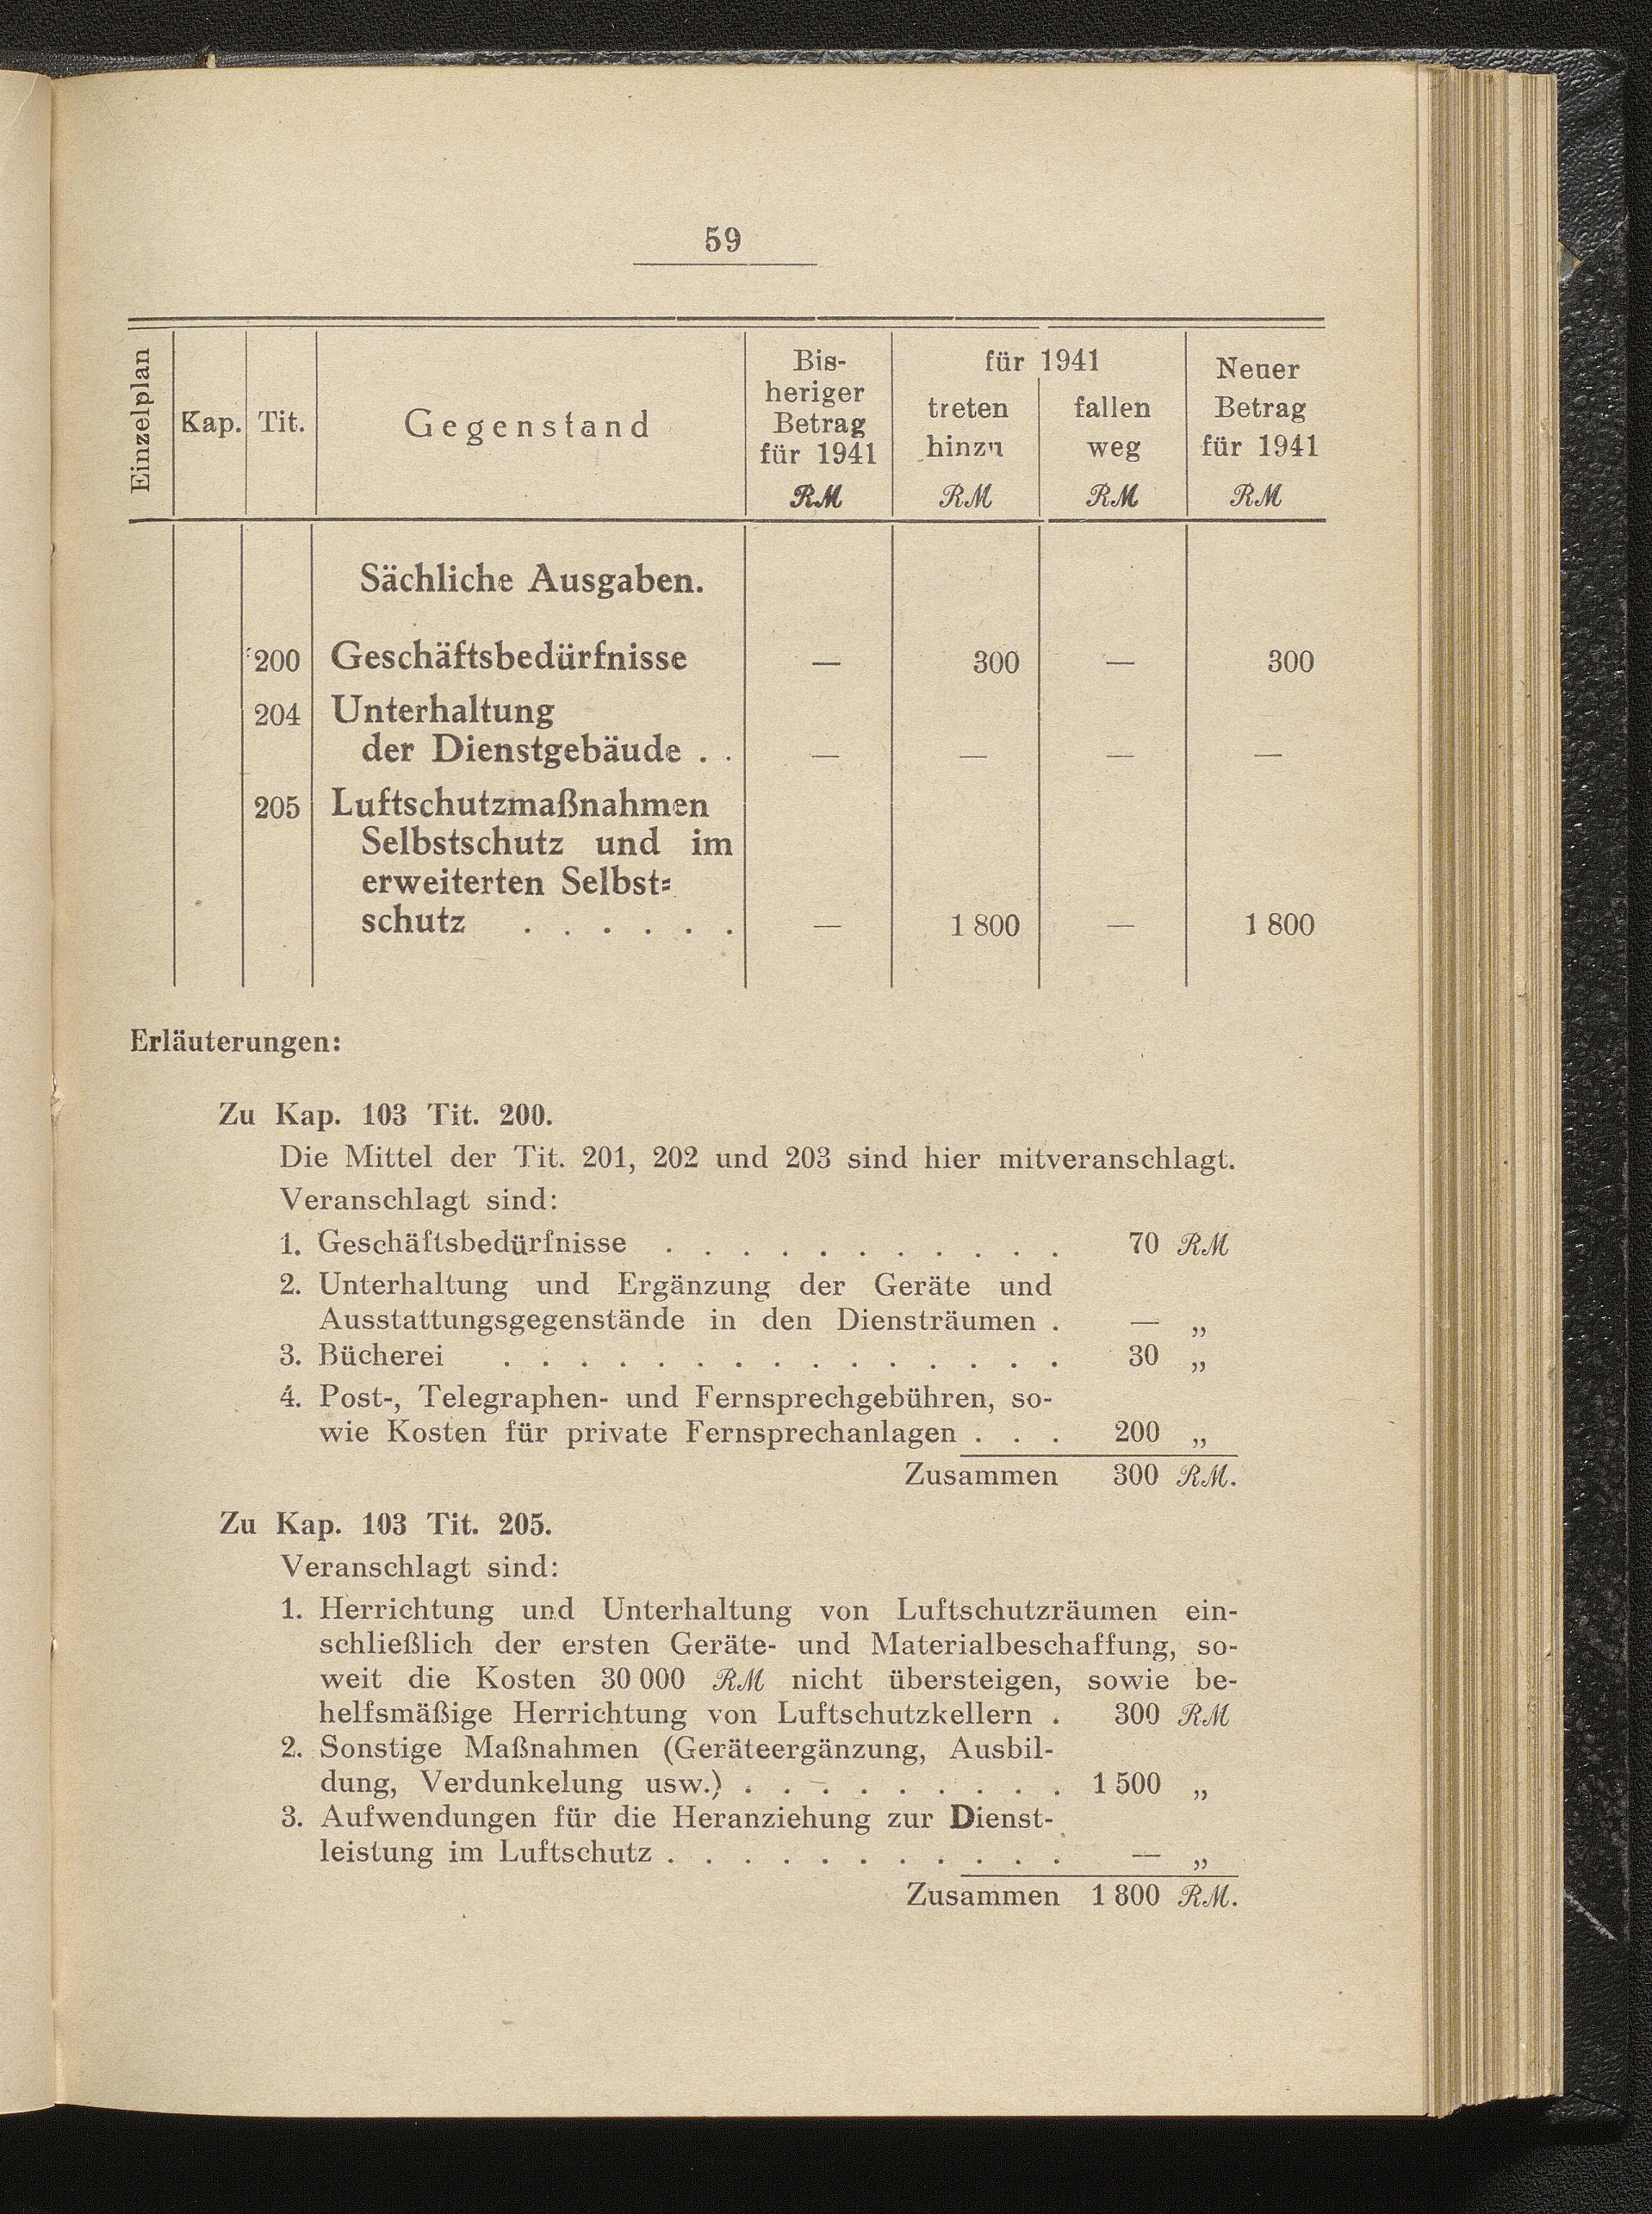 59
Einzelplan Kap. Tit. Gegenstand Bis-heriger Betrag für 1941 RM für 1941 treten hinzu RM fallen weg RM Neuer Betrag für 1941 RM
Sächliche Ausgaben.
200 Geschäftsbedürfnisse — 300 — 300
204 Unterhaltung
der Dienstgebäude . . — — — —
205 Luftschutzmaßnahmen
Selbstschutz und im
erweiterten Selbst-
schutz . . . . . . — 1 800 — 1 800
Erläuterungen:
Zu Kap. 103 Tit. 200.
Die Mittel der Tit. 201, 202 und 203 sind hier mitveranschlagt.
Veranschlagt sind:
1. Geschäftsbedürfnisse . . . . . . . . . . . 70 RM
2. Unterhaltung und Ergänzung der Geräte und
Ausstattungsgegenstände in den Diensträumen . — „
3. Bücherei . . . . . . . . . . . . . . . 30 „
4. Post-, Telegraphen- und Fernsprechgebühren, so-
wie Kosten für private Fernsprechanlagen . . . 200 „
Zusammen 300 RM.
Zu Kap. 103 Tit. 205.
Veranschlagt sind:
1. Herrichtung und Unterhaltung von Luftschutzräumen ein-
schließlich der ersten Geräte- und Materialbeschaffung, so-
weit die Kosten 30 000 RM nicht übersteigen, sowie be-
helfsmäßige Herrichtung von Luftschutzkellern . 300 RM
2. Sonstige Maßnahmen (Geräteergänzung, Ausbil-
dung, Verdunkelung usw.) . . . . . . . . . 1 500 „
3. Aufwendungen für die Heranziehung zur Dienst-
leistung im Luftschutz . . . . . . . . . . . — „
Zusammen 1 800 RM.